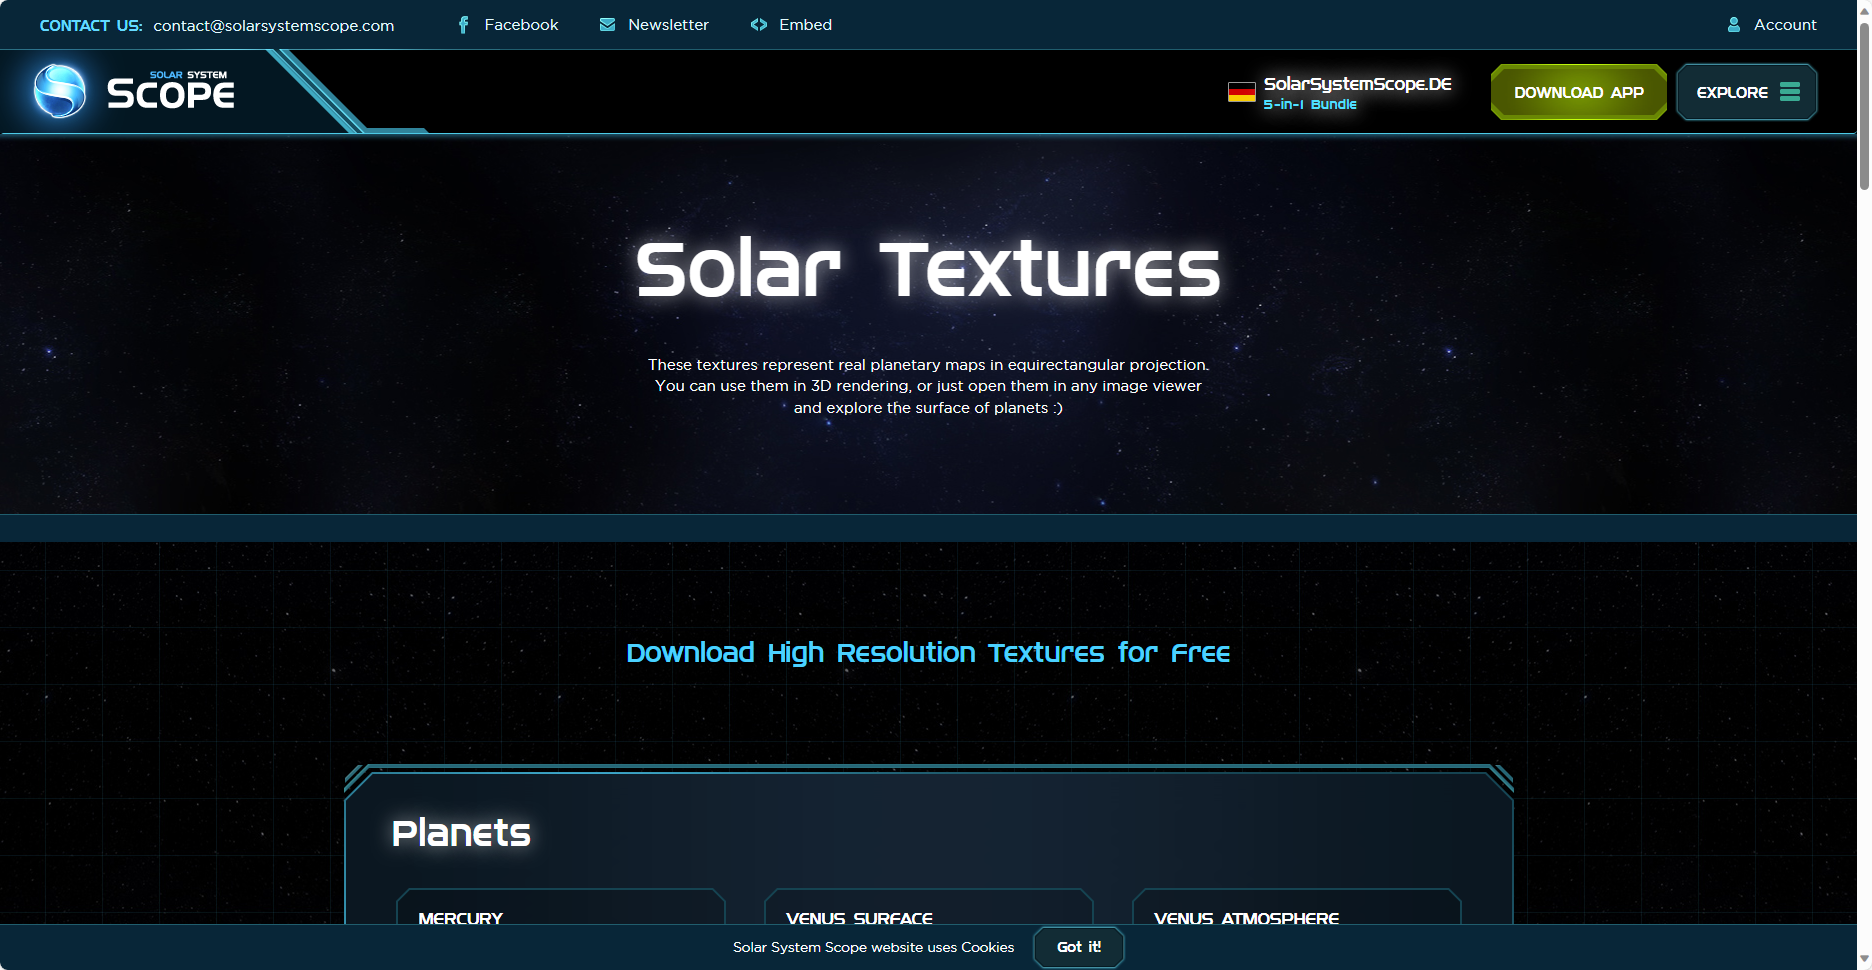 CONTACT US: contact@solarsystemscope.com Facebook Newsletter Embed Account
SOLAR SYSTEM
SCOPE
SolarSystemScope.DE
5-in-1 Bundle
DOWNLOAD APP
EXPLORE
Solar Textures
These textures represent real planetary maps in equirectangular projection.
You can use them in 3D rendering, or just open them in any image viewer
and explore the surface of planets :)
Download High Resolution Textures for Free
Planets
MERCURY VENUS SURFACE VENUS ATMOSPHERE
Solar System Scope website uses Cookies Got it!